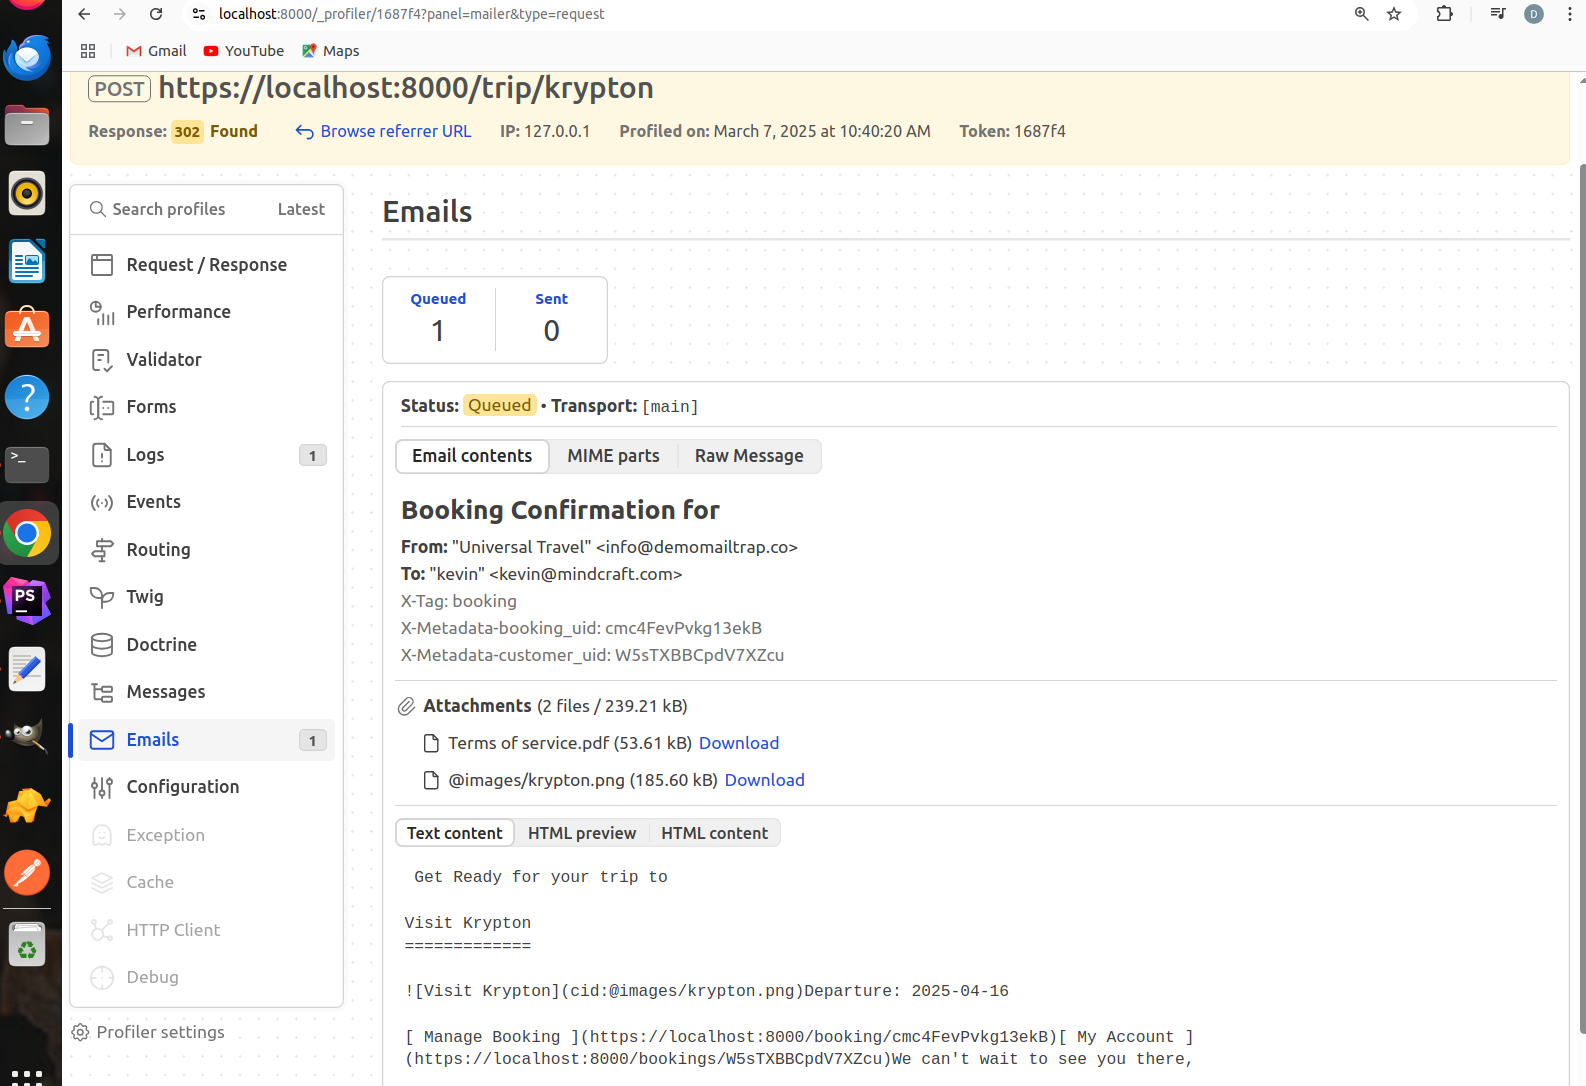 localhost:8000/_profiler/1687f4?panel=mailer&type=request
D
Gmail YouTube Maps
POST https://localhost:8000/trip/krypton
Response: 302 Found Browse referrer URL IP: 127.0.0.1 Profiled on: March 7, 2025 at 10:40:20 AM Token: 1687f4
Search profiles Latest
Request / Response
Performance
Validator
Forms
Logs 1
Events
Routing
Twig
Doctrine
Messages
Emails 1
Configuration
Exception
Cache
HTTP Client
Debug
Profiler settings
Emails
Queued Sent
1 0
Status: Queued • Transport: [main]
Email contents MIME parts Raw Message
Booking Confirmation for
From: "Universal Travel" <info@demomailtrap.co>
To: "kevin" <kevin@mindcraft.com>
X-Tag: booking
X-Metadata-booking_uid: cmc4FevPvkg13ekB
X-Metadata-customer_uid: W5sTXBBCpdV7XZcu
Attachments (2 files / 239.21 kB)
Terms of service.pdf (53.61 kB) Download
@images/krypton.png (185.60 kB) Download
Text content HTML preview HTML content
Get Ready for your trip to
Visit Krypton
=============
![Visit Krypton](cid:@images/krypton.png)Departure: 2025-04-16
[ Manage Booking ](https://localhost:8000/booking/cmc4FevPvkg13ekB)[ My Account ]
(https://localhost:8000/bookings/W5sTXBBCpdV7XZcu)We can't wait to see you there,
PS